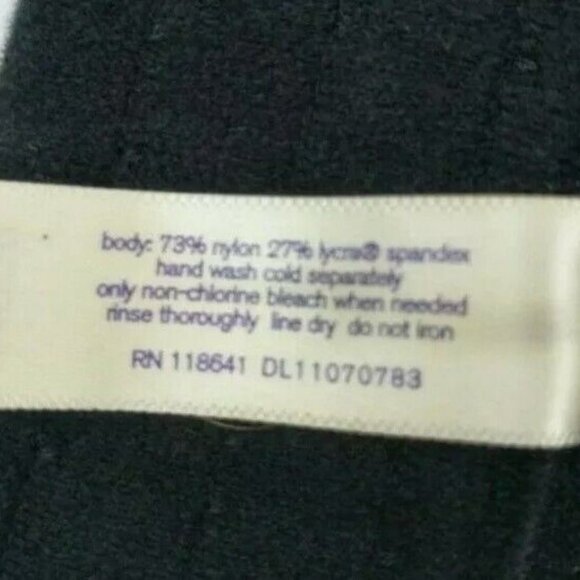 body: 73% nylon 27% lycra® spandex
hand wash cold separately
only non-chlorine bleach when needed
rinse thoroughly line dry do not iron
RN 118641 DL11070783